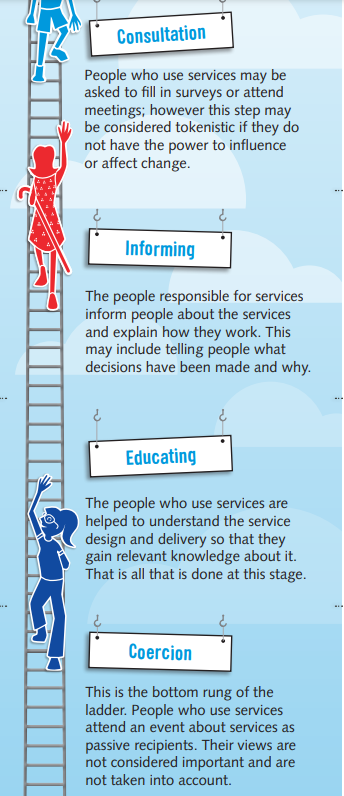 Consultation
People who use services may be
asked to fill in surveys or attend
meetings; however this step may
be considered tokenistic if they do
not have the power to influence
or affect change.
Informing
The people responsible for services
inform people about the services
and explain how they work. This
may include telling people what
decisions have been made and why.
Educating
The people who use services are
helped to understand the service
design and delivery so that they
gain relevant knowledge about it.
That is all that is done at this stage.
Coercion
This is the bottom rung of the
ladder. People who use services
attend an event about services as
passive recipients. Their views are
not considered important and are
not taken into account.